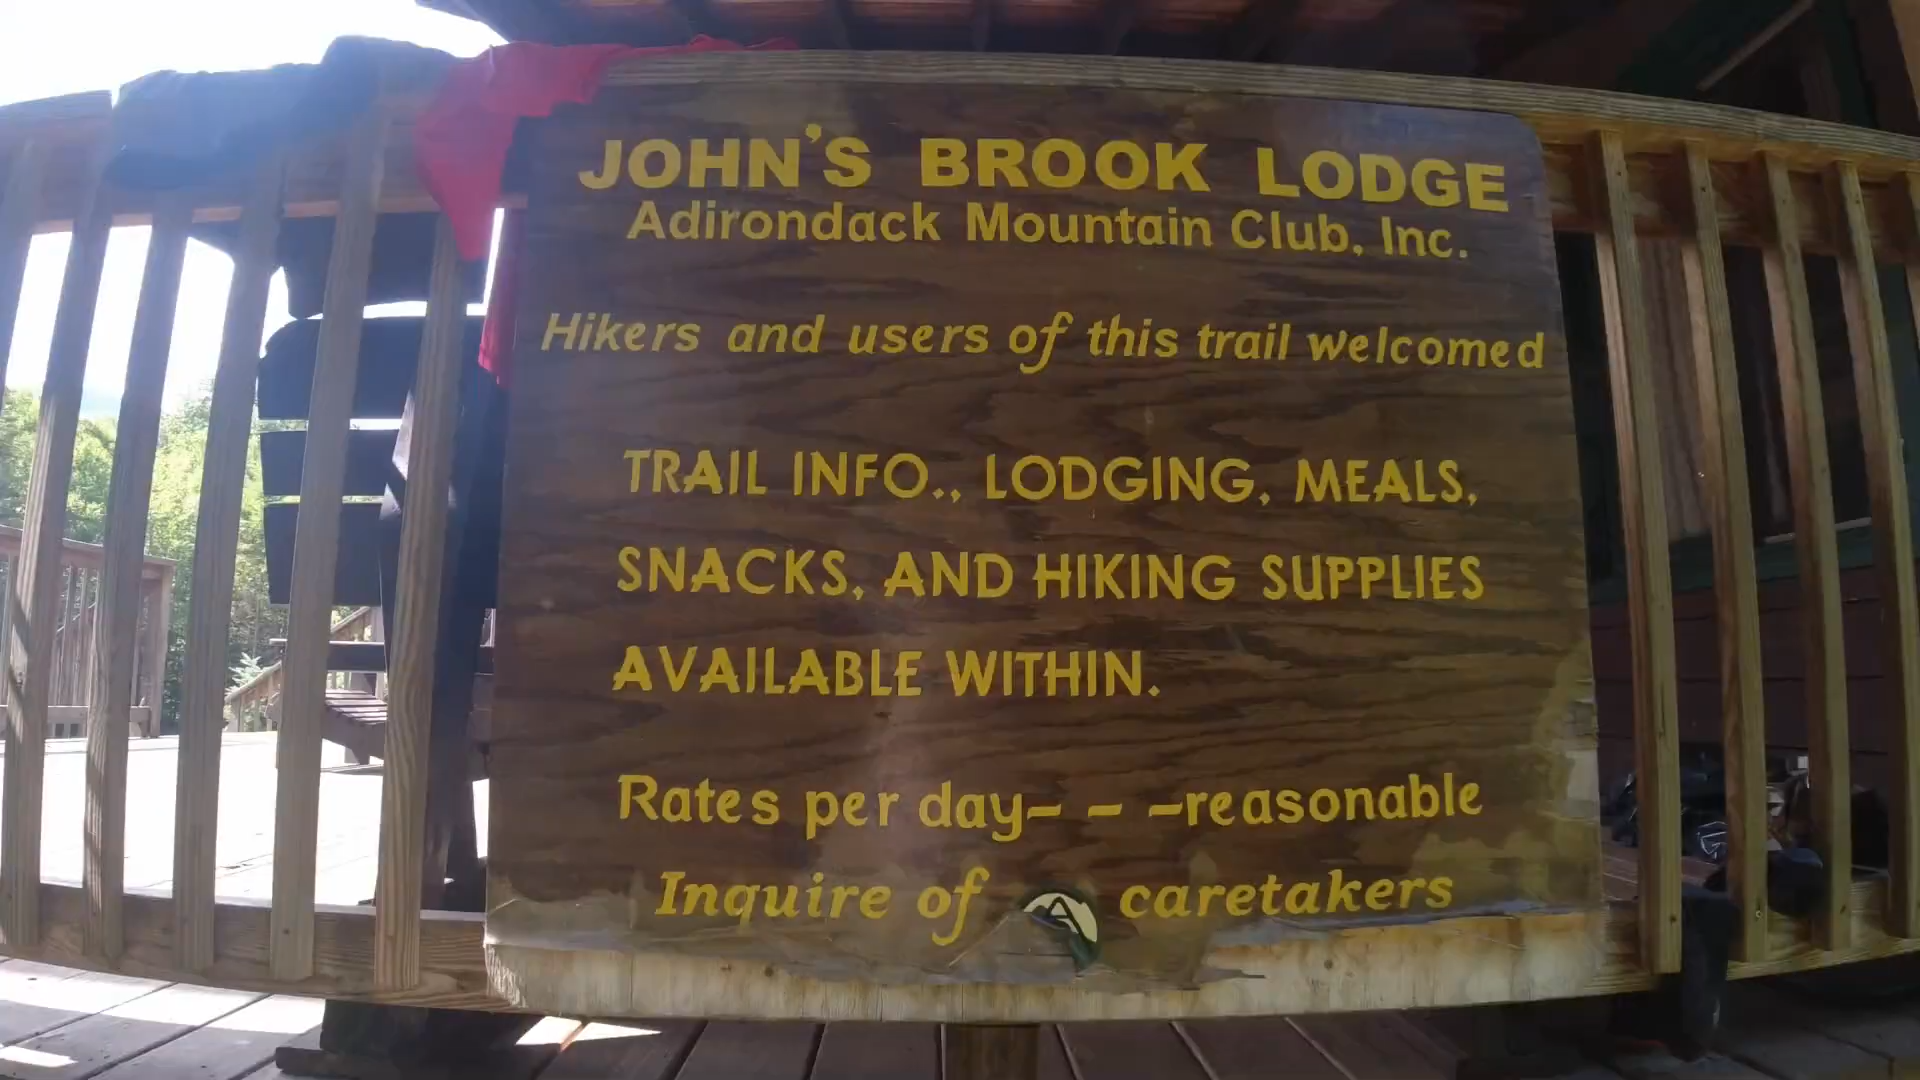 JOHN'S BROOK LODGE
Adirondack Mountain Club, Inc.
Hikers and users of this trail welcomed
TRAIL INFO., LODGING, MEALS,
SNACKS, AND HIKING SUPPLIES
AVAILABLE WITHIN.
Rates per day- - -reasonable
Inquire of caretakers